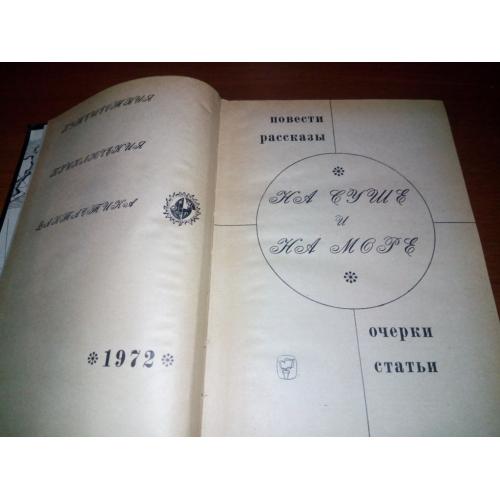 ПУТЕШЕСТВИЯ
ПРИКЛЮЧЕНИЯ
ФАНТАСТИКА
* 1972 *
повести
рассказы
НА СУШЕ
И
НА МОРЕ
очерки
статьи